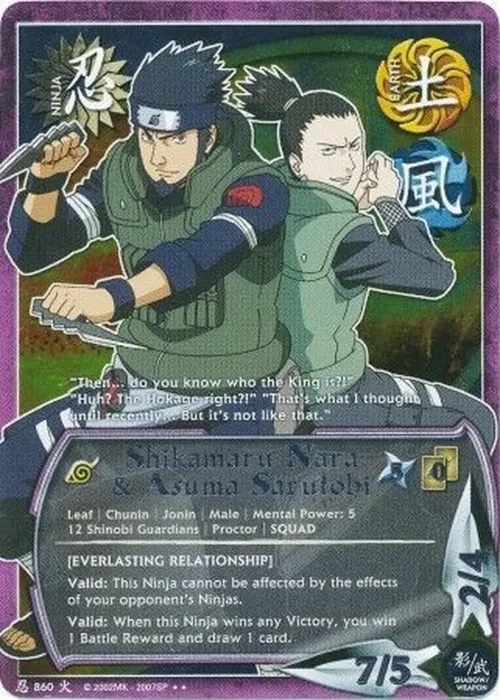 忍
NINJA
土
EARTH
風
"Then... do you know who the King is?!"
"Huh? The Hokage right?!" "That's what I thought
until recently... But it's not like that."
Shikamaru Nara
& Asuma Sarutobi
5
0
Leaf | Chunin | Jonin | Male | Mental Power: 5
12 Shinobi Guardians | Proctor | SQUAD
[EVERLASTING RELATIONSHIP]
Valid: This Ninja cannot be affected by the effects
of your opponent's Ninjas.
Valid: When this Ninja wins any Victory, you win
1 Battle Reward and draw 1 card.
2/4
7/5
影/武
SHADOW/
WEAPON
忍 860 火 © 2002MK · 2007SP